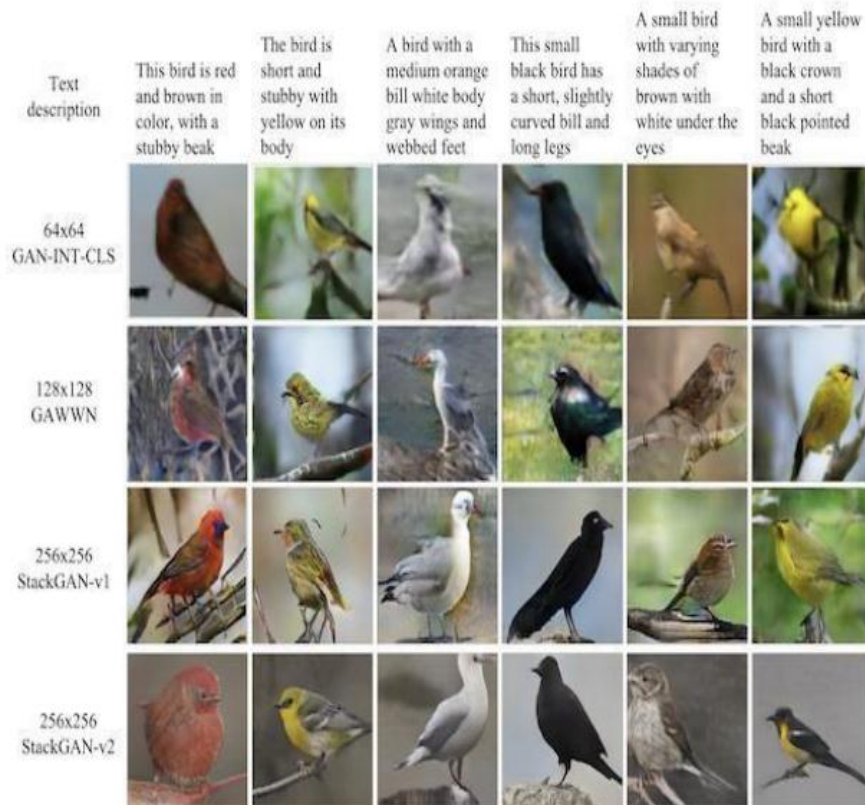 Text
description
This bird is red
and brown in
color, with a
stubby beak
The bird is
short and
stubby with
yellow on its
body
A bird with a
medium orange
bill white body
gray wings and
webbed feet
This small
black bird has
a short, slightly
curved bill and
long legs
A small bird
with varying
shades of
brown with
white under the
eyes
A small yellow
bird with a
black crown
and a short
black pointed
beak
64x64
GAN-INT-CLS
128x128
GAWWN
256x256
StackGAN-v1
256x256
StackGAN-v2